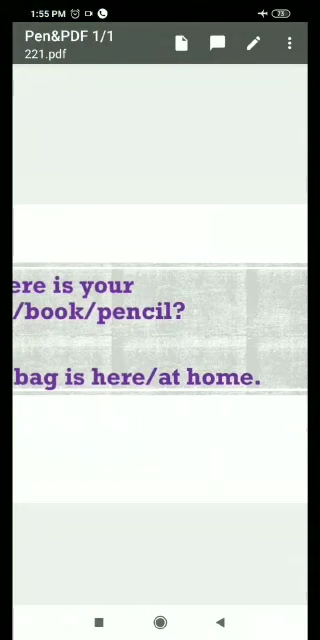 1:55 PM
73
Pen&PDF 1/1
221.pdf
ere is your
/book/pencil?
bag is here/at home.